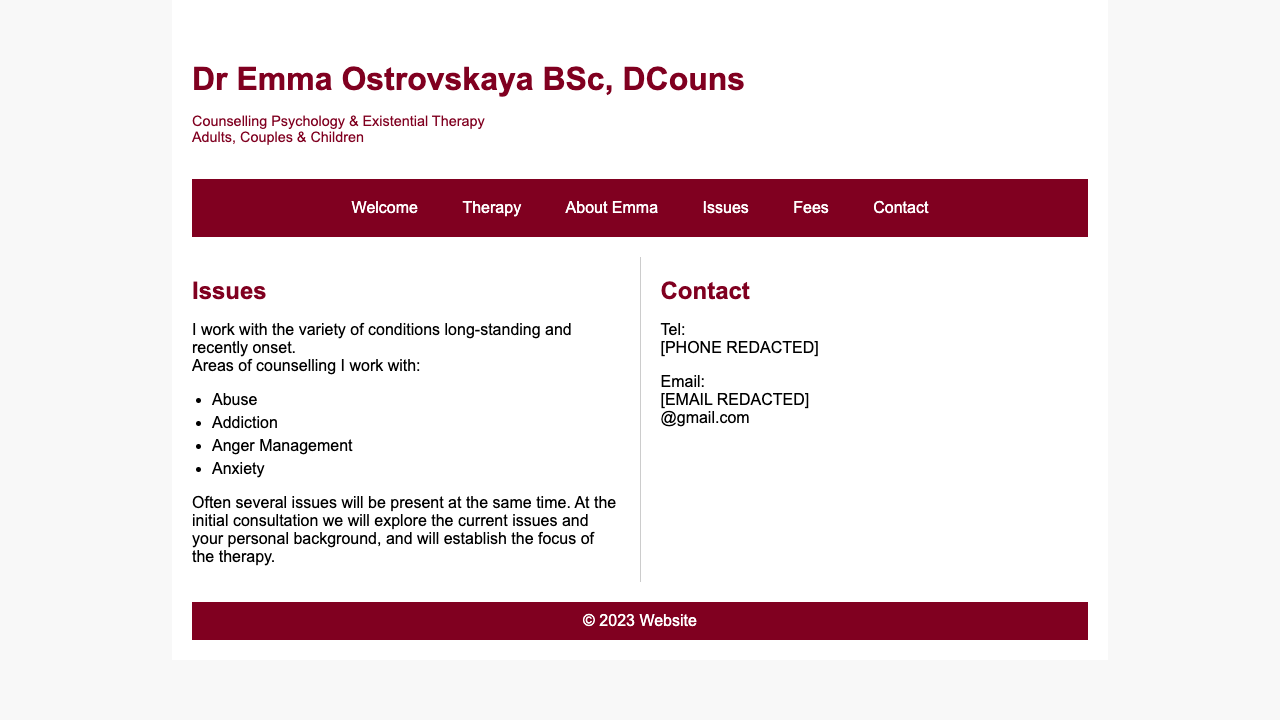 Dr Emma Ostrovskaya BSc, DCouns
Counselling Psychology & Existential Therapy
Adults, Couples & Children
Welcome Therapy About Emma Issues Fees Contact
Issues
I work with the variety of conditions long-standing and
recently onset.
Areas of counselling I work with:
• Abuse
• Addiction
• Anger Management
• Anxiety
Often several issues will be present at the same time. At the
initial consultation we will explore the current issues and
your personal background, and will establish the focus of
the therapy.
Contact
Tel:
[PHONE REDACTED]
Email:
[EMAIL REDACTED]
@gmail.com
© 2023 Website